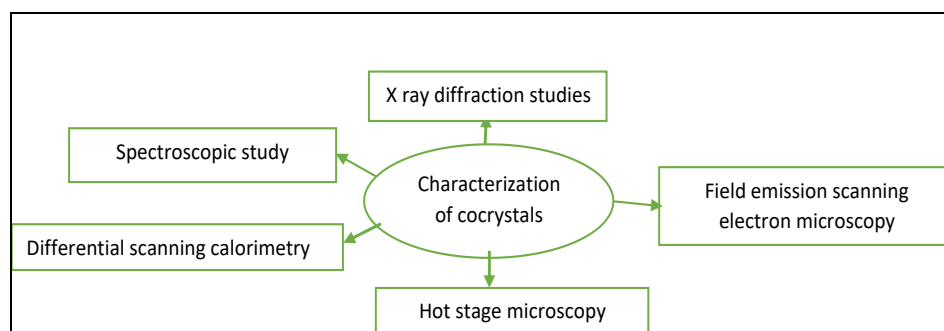 X ray diffraction studies
Spectroscopic study
Characterization
of cocrystals
Field emission scanning
electron microscopy
Differential scanning calorimetry
Hot stage microscopy